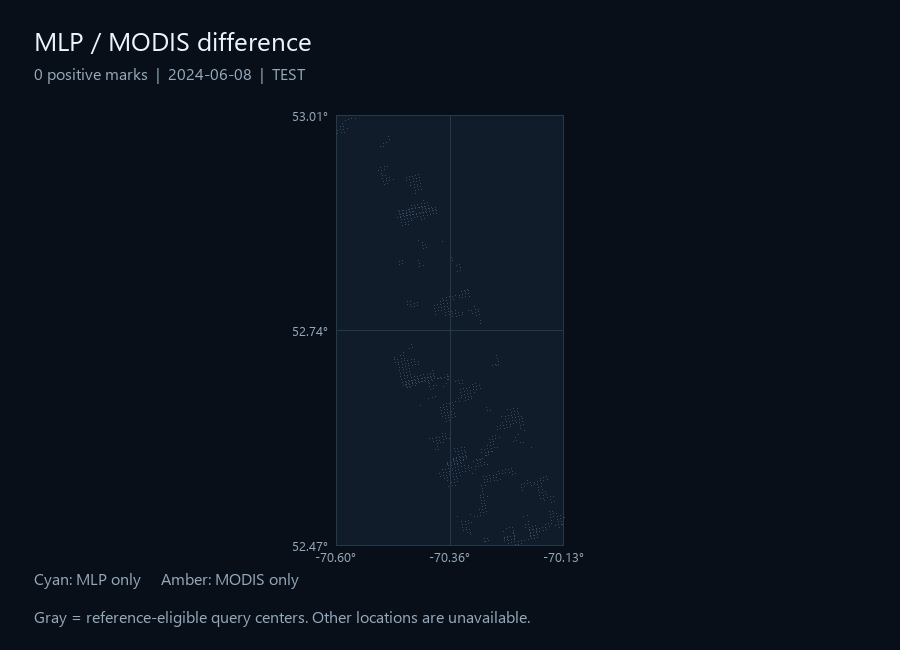 MLP / MODIS difference
0 positive marks | 2024-06-08 | TEST
53.01°
52.74°
52.47°
-70.60° -70.36° -70.13°
Cyan: MLP only Amber: MODIS only
Gray = reference-eligible query centers. Other locations are unavailable.